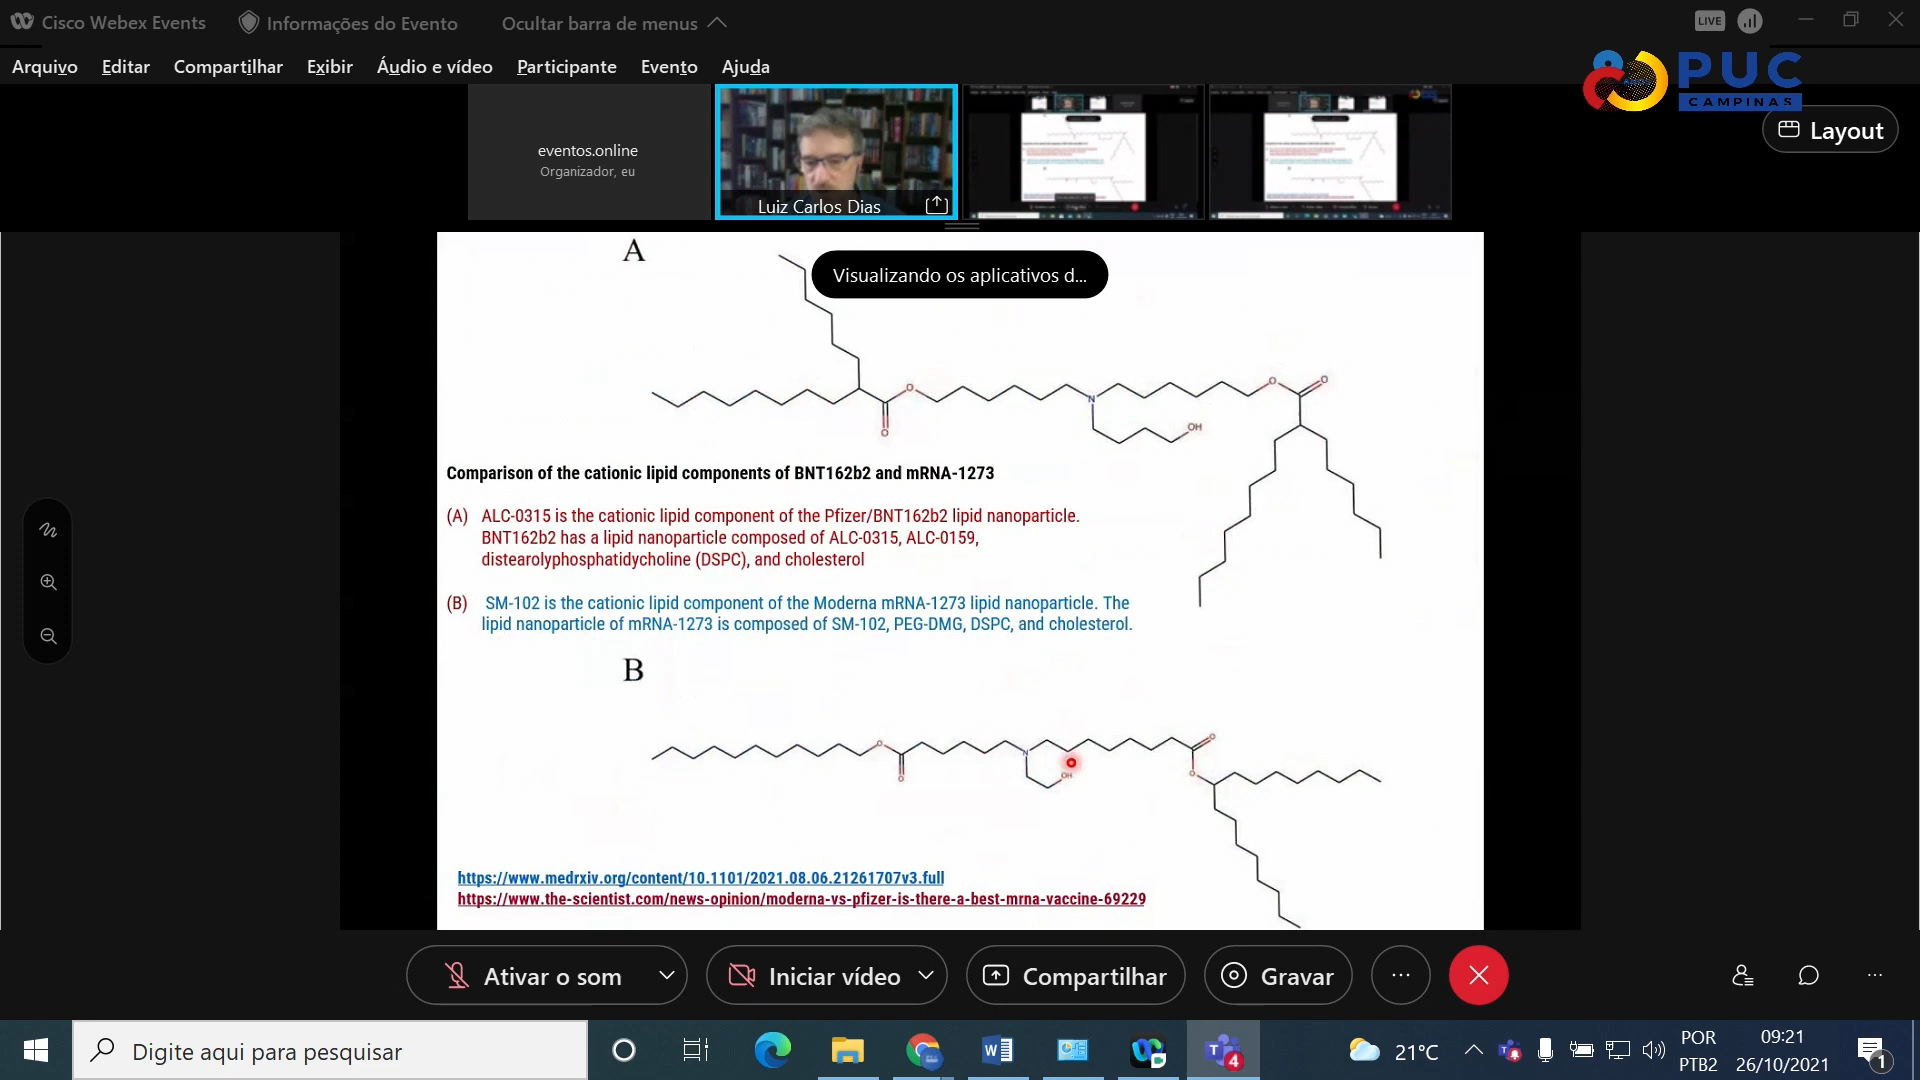 Cisco Webex Events
Informações do Evento
Ocultar barra de menus
LIVE
Arquivo Editar Compartilhar Exibir Áudio e vídeo Participante Evento Ajuda
PUC
CAMPINAS
Layout
eventos.online
Organizador, eu
Luiz Carlos Dias
A
Visualizando os aplicativos d...
O
O
O
O
N
OH
Comparison of the cationic lipid components of BNT162b2 and mRNA-1273
(A) ALC-0315 is the cationic lipid component of the Pfizer/BNT162b2 lipid nanoparticle.
BNT162b2 has a lipid nanoparticle composed of ALC-0315, ALC-0159,
distearolyphosphatidycholine (DSPC), and cholesterol
(B) SM-102 is the cationic lipid component of the Moderna mRNA-1273 lipid nanoparticle. The
lipid nanoparticle of mRNA-1273 is composed of SM-102, PEG-DMG, DSPC, and cholesterol.
B
O
O
N
OH
O
O
https://www.medrxiv.org/content/10.1101/2021.08.06.21261707v3.full
https://www.the-scientist.com/news-opinion/moderna-vs-pfizer-is-there-a-best-mrna-vaccine-69229
Ativar o som
Iniciar vídeo
Compartilhar
Gravar
Digite aqui para pesquisar
4
21°C
POR
PTB2
09:21
26/10/2021
1